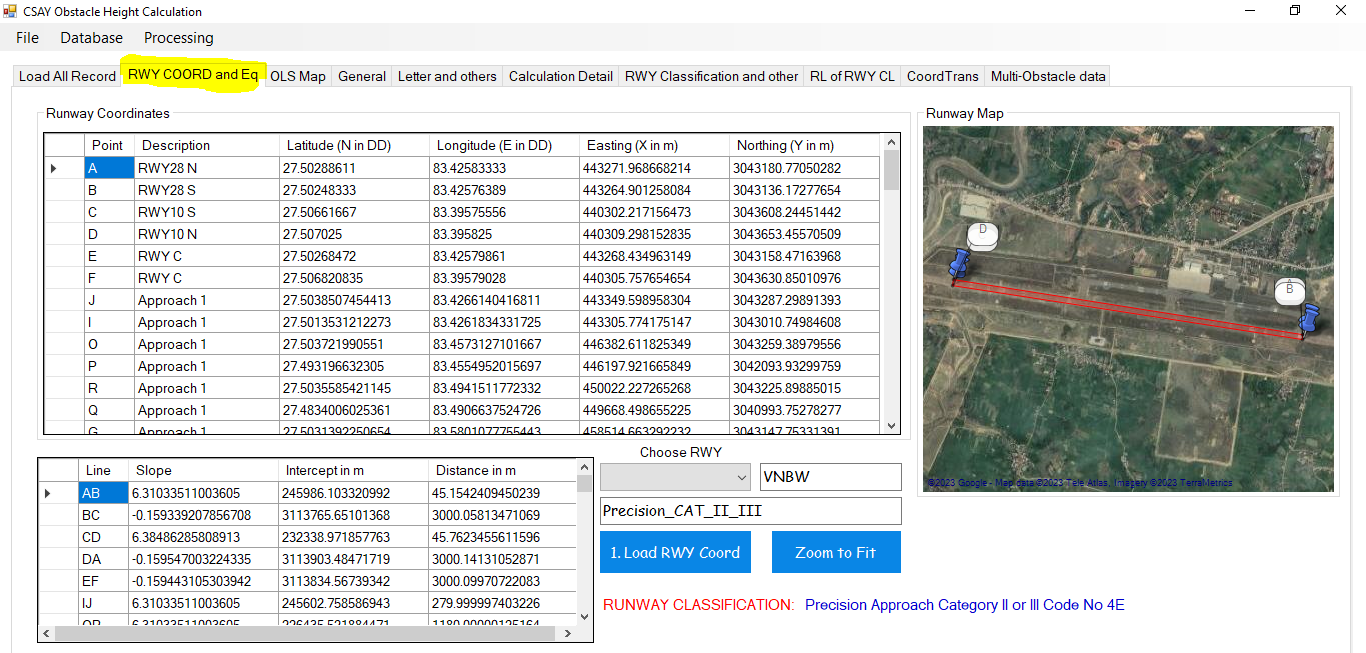 CSAY Obstacle Height Calculation
File Database Processing
Load All Record RWY COORD and Eq OLS Map General Letter and others Calculation Detail RWY Classification and other RL of RWY CL CoordTrans Multi-Obstacle data
Runway Coordinates
Point Description Latitude (N in DD) Longitude (E in DD) Easting (X in m) Northing (Y in m)
A RWY28 N 27.50288611 83.42583333 443271.968668214 3043180.77050282
B RWY28 S 27.50248333 83.42576389 443264.901258084 3043136.17277654
C RWY10 S 27.50661667 83.39575556 440302.217156473 3043608.24451442
D RWY10 N 27.507025 83.395825 440309.298152835 3043653.45570509
E RWY C 27.50268472 83.42579861 443268.434963149 3043158.47163968
F RWY C 27.506820835 83.39579028 440305.757654654 3043630.85010976
J Approach 1 27.5038507454413 83.4266140416811 443349.598958304 3043287.29891393
I Approach 1 27.5013531212273 83.4261834331725 443305.774175147 3043010.74984608
O Approach 1 27.503721990551 83.4573127101667 446382.611825349 3043259.38979556
P Approach 1 27.493196632305 83.4554952015697 446197.921665849 3042093.93299759
R Approach 1 27.5035585421145 83.4941511772332 450022.227265268 3043225.89885015
Q Approach 1 27.4834006025361 83.4906637524726 449668.498655225 3040993.75278277
G Approach 1 27.5031392250654 83.5801077755443 458514.663292232 3043147.75331391
Runway Map
D
A
B
©2023 Google - Map data ©2023 Tele Atlas, Imagery ©2023 TerraMetrics
Line Slope Intercept in m Distance in m
AB 6.31033511003605 245986.103320992 45.1542409450239
BC -0.159339207856708 3113765.65101368 3000.05813471069
CD 6.38486285808913 232338.971857763 45.7623455611596
DA -0.159547003224335 3113903.48471719 3000.14131052871
EF -0.159443105303942 3113834.56739342 3000.09970722083
IJ 6.31033511003605 245602.758586943 279.999997403226
OP 6.31033511003605 226435.521884471 1180.00000125164
Choose RWY
VNBW
Precision_CAT_II_III
1. Load RWY Coord Zoom to Fit
RUNWAY CLASSIFICATION: Precision Approach Category II or III Code No 4E